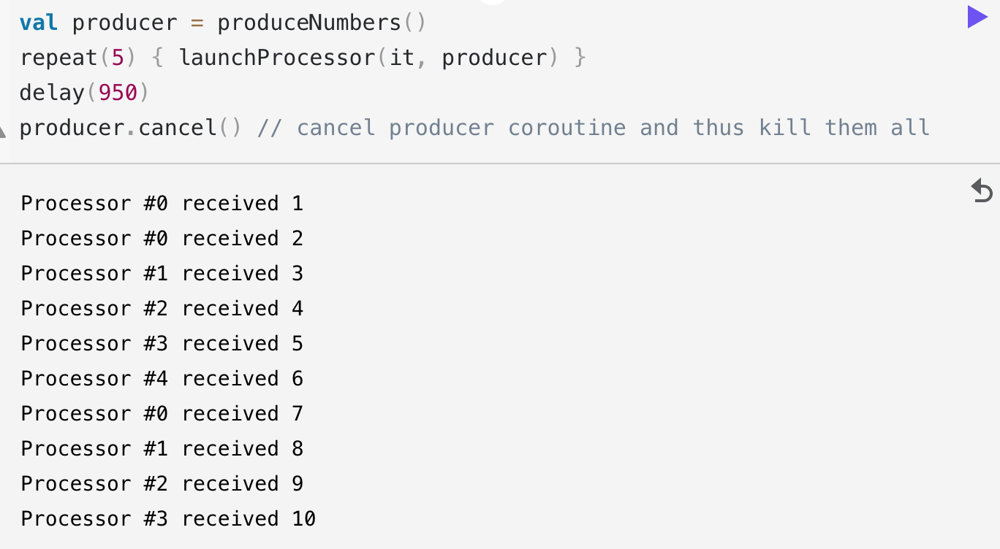 val producer = produceNumbers()
repeat(5) { launchProcessor(it, producer) }
delay(950)
producer.cancel() // cancel producer coroutine and thus kill them all
Processor #0 received 1
Processor #0 received 2
Processor #1 received 3
Processor #2 received 4
Processor #3 received 5
Processor #4 received 6
Processor #0 received 7
Processor #1 received 8
Processor #2 received 9
Processor #3 received 10